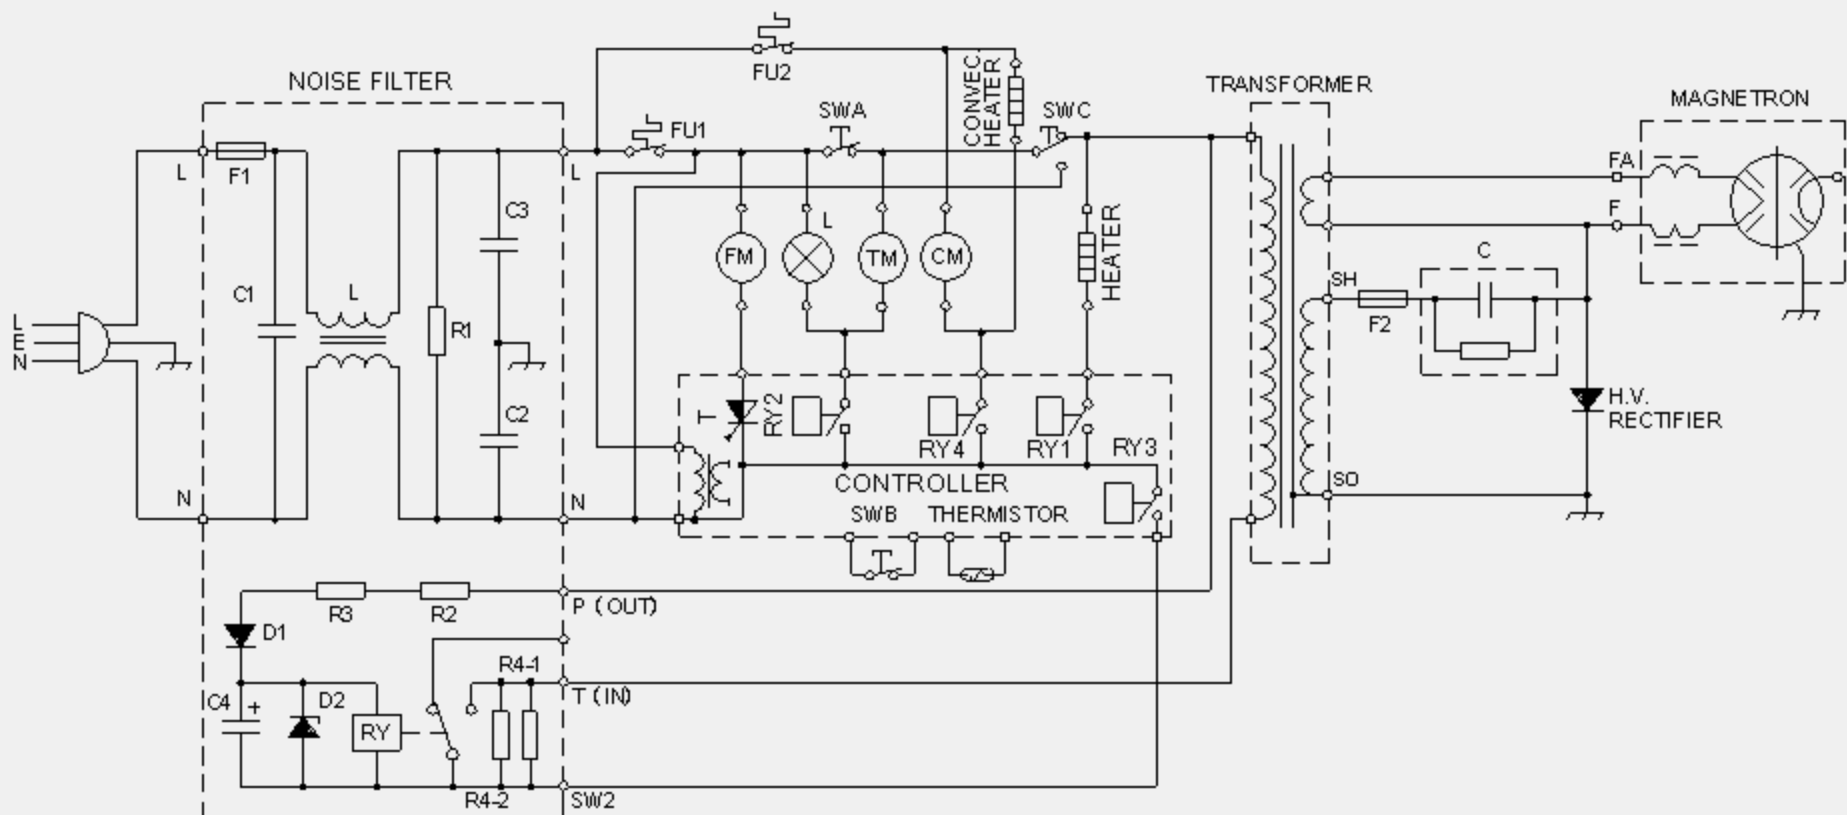 NOISE FILTER
FU2
CONVEC.
HEATER
TRANSFORMER
MAGNETRON
L
F1
L
FU1
SWA
SWC
FA
F
C3
L
FM
TM
CM
HEATER
C
SH
F2
C1
L
R1
L
E
N
C2
T
RY2
RY4
RY1
RY3
H.V.
RECTIFIER
N
N
CONTROLLER
SWB
THERMISTOR
SO
R3
R2
P (OUT)
D1
R4-1
T (IN)
C4
+
D2
RY
R4-2
SW2